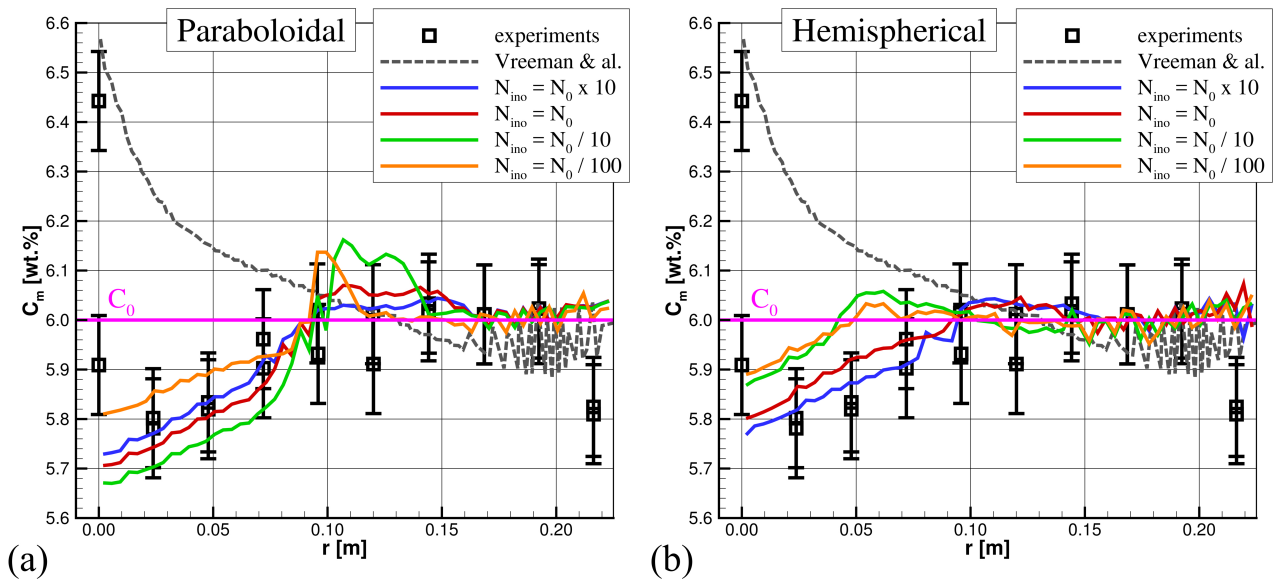 Paraboloidal
experiments
Vreeman & al.
N_ino = N_0 x 10
N_ino = N_0
N_ino = N_0 / 10
N_ino = N_0 / 100
6.6
6.5
6.4
6.3
6.2
6.1
6.0
5.9
5.8
5.7
5.6
C_m [wt.%]
C_0
0.00
0.05
0.10
0.15
0.20
r [m]
(a)
Hemispherical
experiments
Vreeman & al.
N_ino = N_0 x 10
N_ino = N_0
N_ino = N_0 / 10
N_ino = N_0 / 100
6.6
6.5
6.4
6.3
6.2
6.1
6.0
5.9
5.8
5.7
5.6
C_m [wt.%]
C_0
0.00
0.05
0.10
0.15
0.20
r [m]
(b)